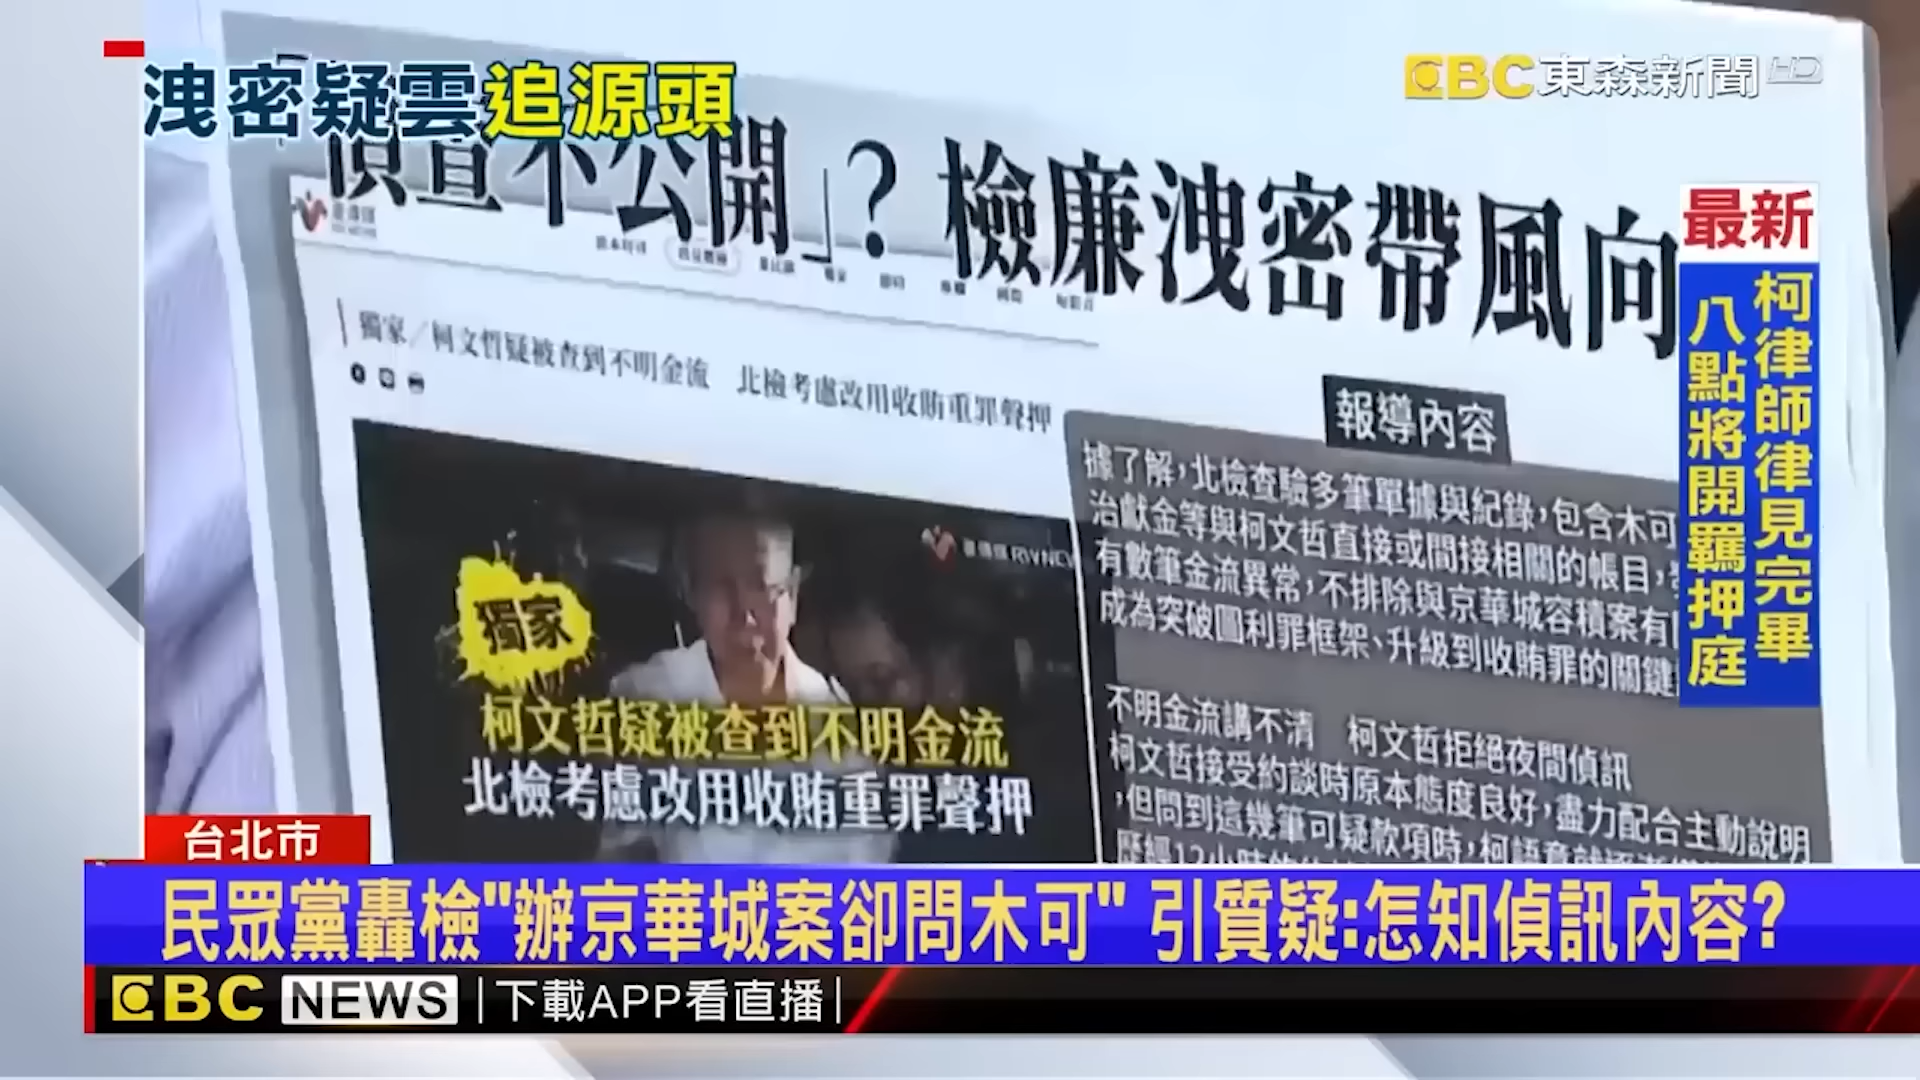 洩密疑雲追源頭
EBC東森新聞HD
偵查不公開」? 檢廉洩密帶風向
獨家／柯文哲疑被查到不明金流 北檢考慮改用收賄重罪聲押
獨家
柯文哲疑被查到不明金流
北檢考慮改用收賄重罪聲押
報導內容
據了解,北檢查驗多筆單據與紀錄,包含木可
治獻金等與柯文哲直接或間接相關的帳目,
有數筆金流異常,不排除與京華城容積案有
成為突破圖利罪框架、升級到收賄罪的關鍵
不明金流講不清 柯文哲拒絕夜間偵訊
柯文哲接受約談時原本態度良好,盡力配合主動說明
,但問到這幾筆可疑款項時,柯語意就
歷經12小時的
最新
柯律師律見完畢
八點將開羈押庭
台北市
民眾黨轟檢"辦京華城案卻問木可" 引質疑:怎知偵訊內容?
EBC NEWS |下載APP看直播|